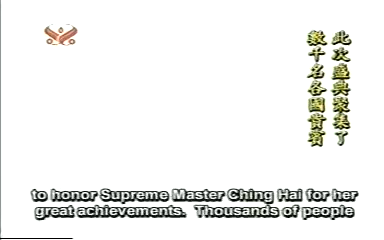 此次盛典聚集了
數千名各國貴賓
to honor Supreme Master Ching Hai for her
great achievements. Thousands of people